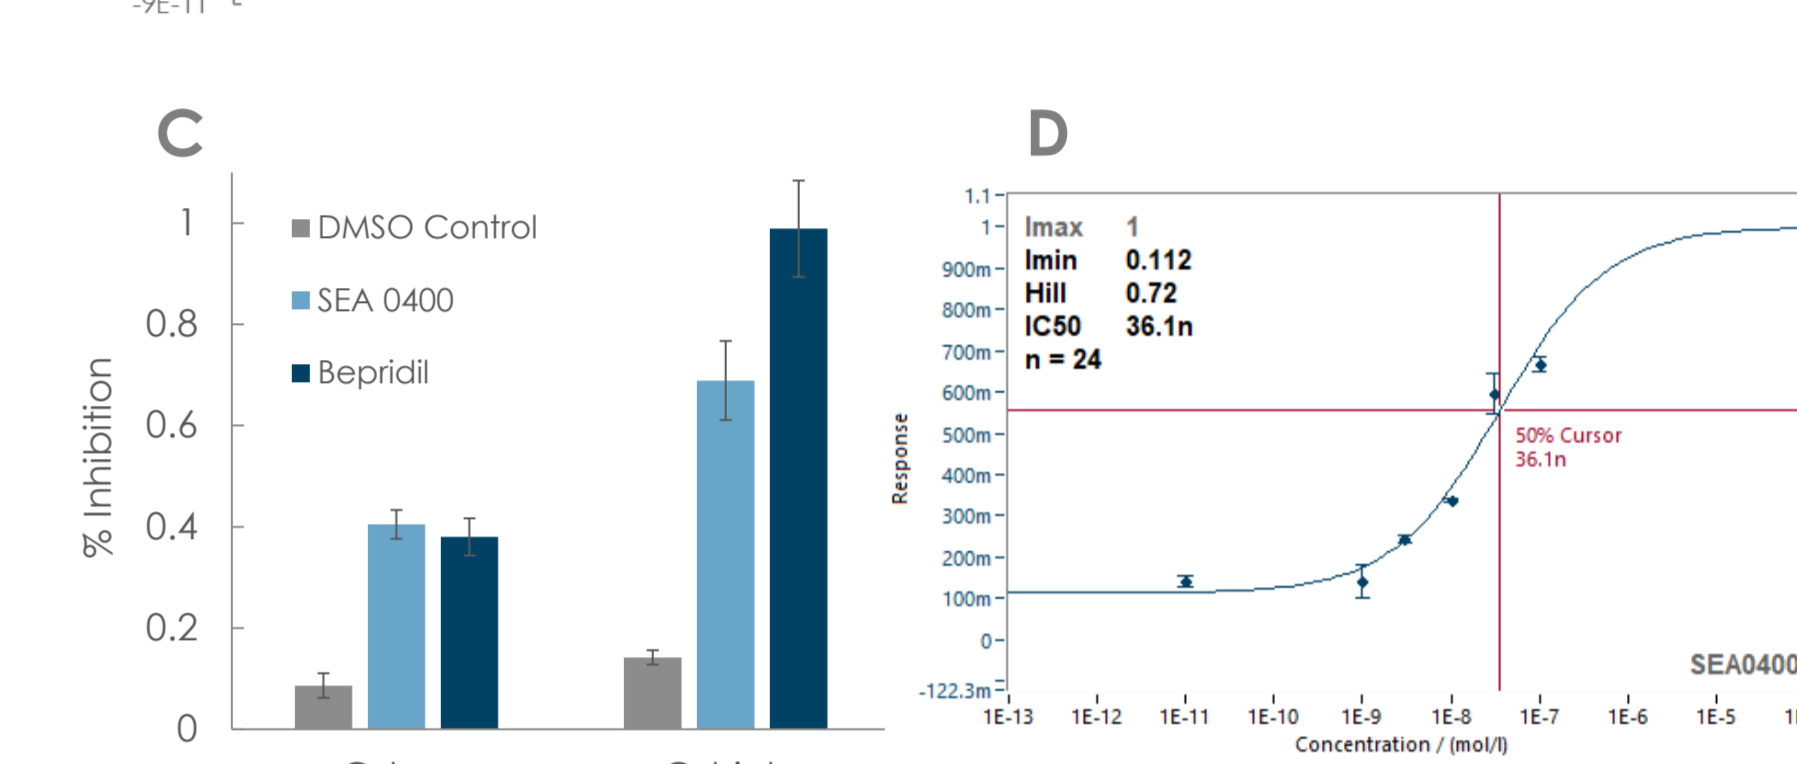 -9E-11
C
1
0.8
0.6
0.4
0.2
0
% Inhibition
DMSO Control
SEA 0400
Bepridil
D
1.1
1
900m
800m
700m
600m
500m
400m
300m
200m
100m
0
-122.3m
Response
Imax 1
Imin 0.112
Hill 0.72
IC50 36.1n
n = 24
50% Cursor
36.1n
SEA0400
1E-13 1E-12 1E-11 1E-10 1E-9 1E-8 1E-7 1E-6 1E-5
Concentration / (mol/l)